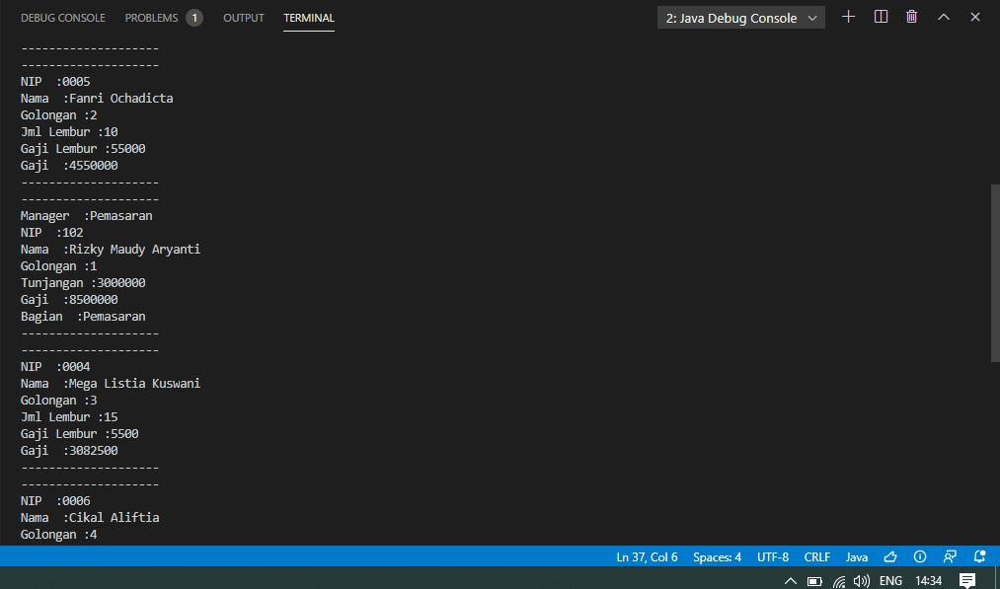 DEBUG CONSOLE PROBLEMS 1 OUTPUT TERMINAL 2: Java Debug Console
--------------------
--------------------
NIP  :0005
Nama  :Fanri Ochadicta
Golongan :2
Jml Lembur :10
Gaji Lembur :55000
Gaji  :4550000
--------------------
--------------------
Manager  :Pemasaran
NIP  :102
Nama  :Rizky Maudy Aryanti
Golongan :1
Tunjangan :3000000
Gaji  :8500000
Bagian  :Pemasaran
--------------------
--------------------
NIP  :0004
Nama  :Mega Listia Kuswani
Golongan :3
Jml Lembur :15
Gaji Lembur :5500
Gaji  :3082500
--------------------
--------------------
NIP  :0006
Nama  :Cikal Aliftia
Golongan :4
Ln 37, Col 6 Spaces: 4 UTF-8 CRLF Java
ENG 14:34